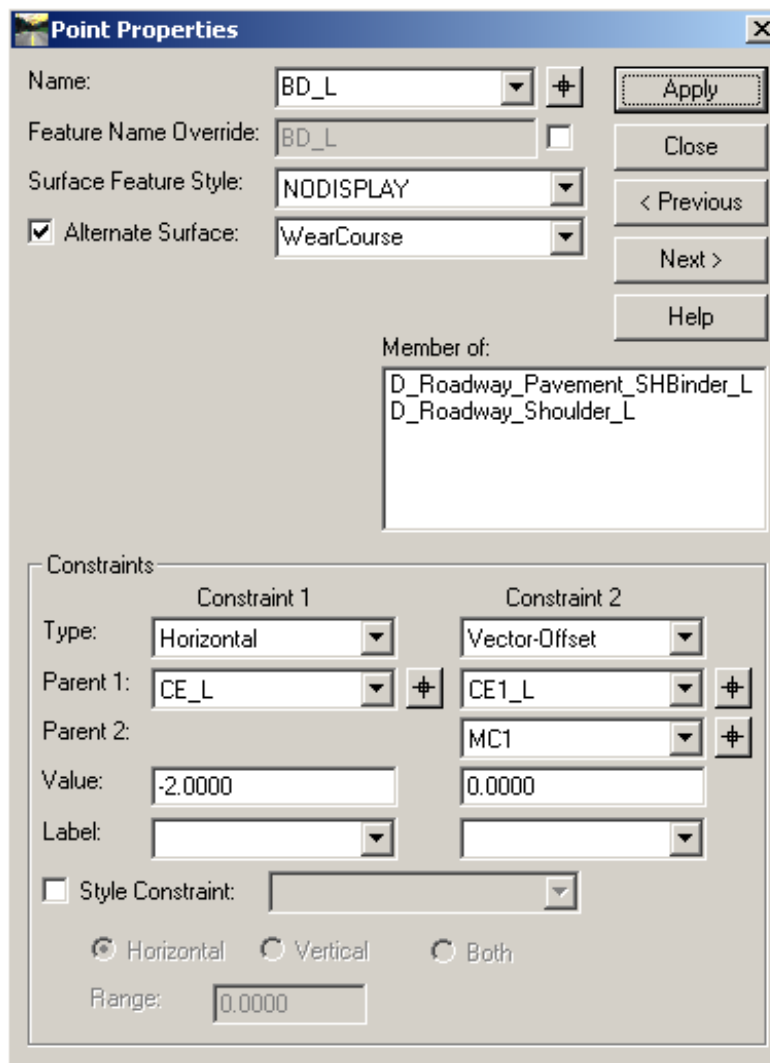 Point Properties
Name: BD_L Apply
Feature Name Override: BD_L Close
Surface Feature Style: NODISPLAY < Previous
Alternate Surface: WearCourse Next >
Help
Member of:
D_Roadway_Pavement_SHBinder_L
D_Roadway_Shoulder_L
Constraints
Constraint 1 Constraint 2
Type: Horizontal Vector-Offset
Parent 1: CE_L CE1_L
Parent 2: MC1
Value: -2.0000 0.0000
Label:
Style Constraint:
Horizontal Vertical Both
Range: 0.0000